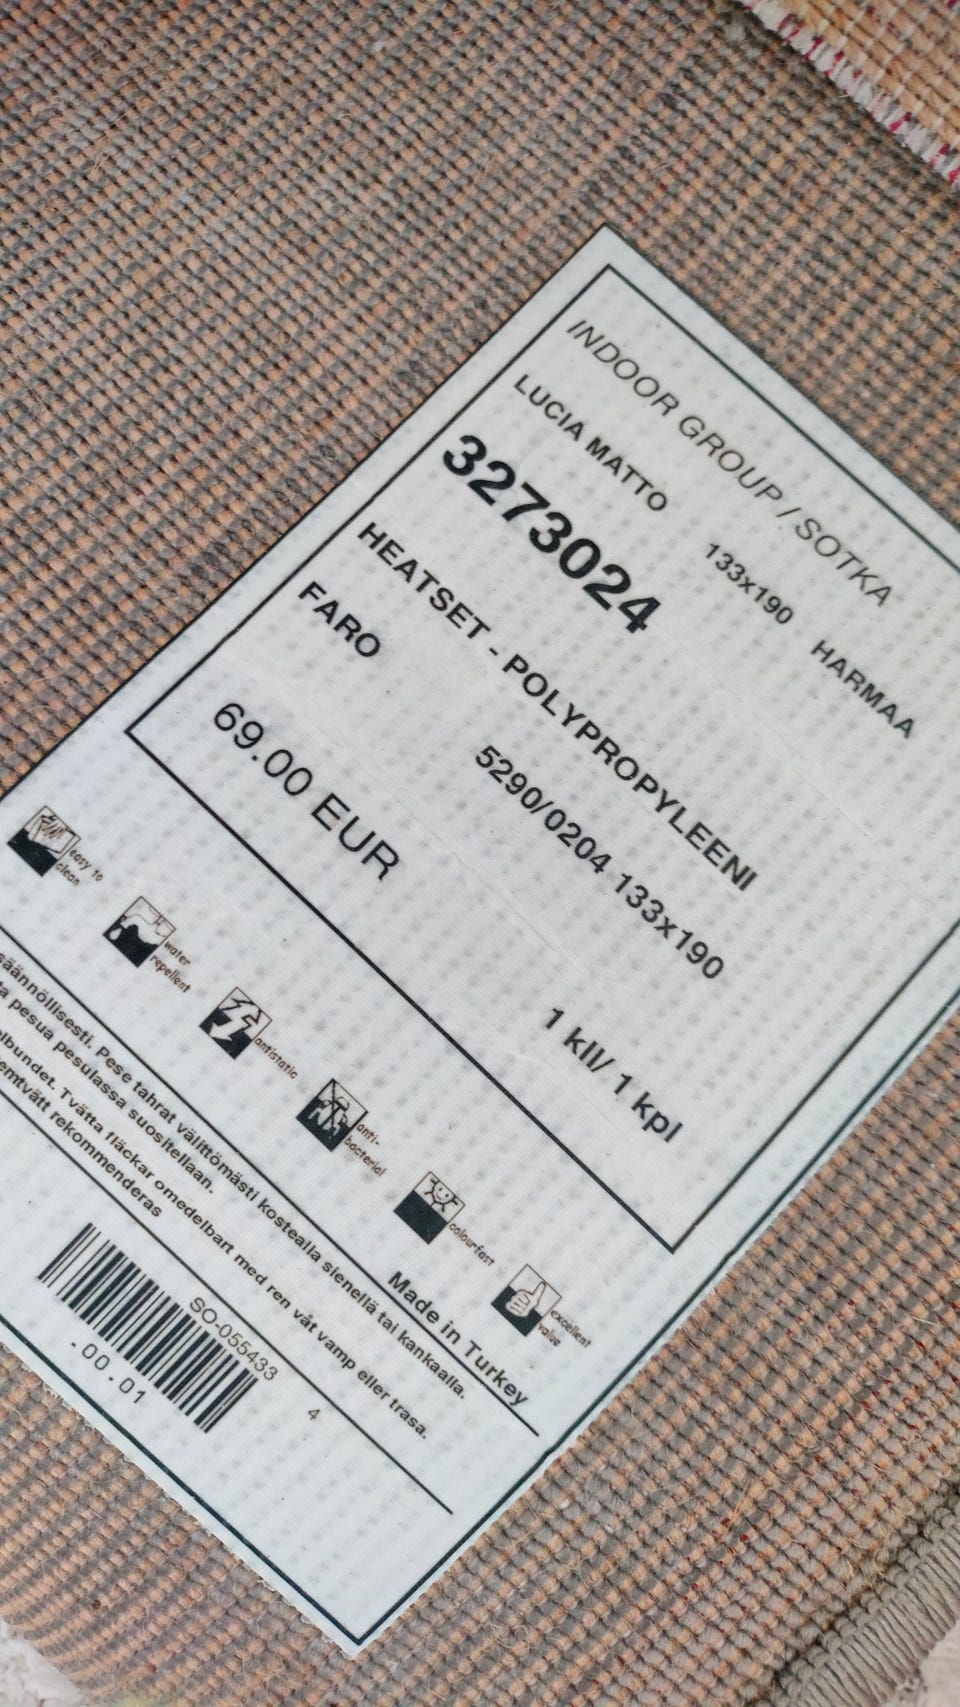 INDOOR GROUP / SOTKA
LUCIA MATTO 133x190 HARMAA
3273024
HEATSET - POLYPROPYLEENI
FARO 5290/0204 133x190
69.00 EUR 1 kll/ 1 kpl
easy to clean
water repellent
antistatic
anti-bacterial
colourfast
excellent value
Made in Turkey
säännöllisesti. Pese tahrat välittömästi kostealla sienellä tai kankaalla.
pesua pesulassa suositellaan.
Tvätta fläckar omedelbart med ren våt vamp eller trasa.
rekommenderas
SO-055433 4
.00 .01